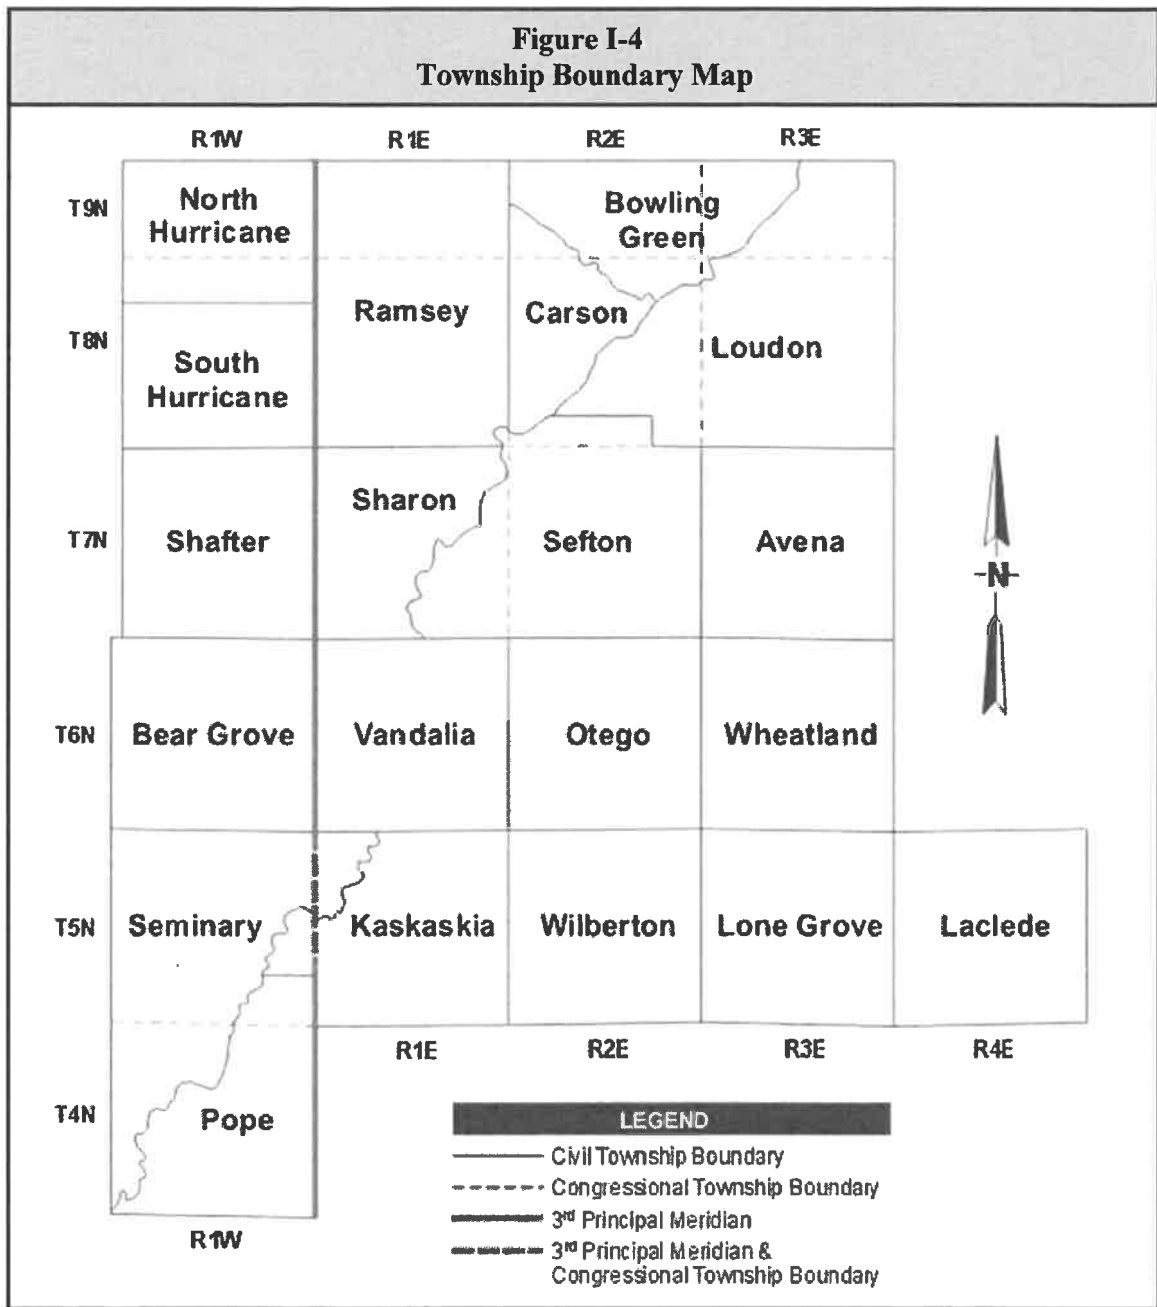 Figure I-4
Township Boundary Map
R1W R1E R2E R3E
T9N
North
Hurricane
Bowling
Green
T8N
Ramsey
Carson
Loudon
South
Hurricane
T7N
Sharon
Shafter
Sefton
Avena
N
T6N
Bear Grove
Vandalia
Otego
Wheatland
T5N
Seminary
Kaskaskia
Wilberton
Lone Grove
Laclede
R1E R2E R3E R4E
T4N
Pope
R1W
LEGEND
Civil Township Boundary
Congressional Township Boundary
3rd Principal Meridian
3rd Principal Meridian &
Congressional Township Boundary